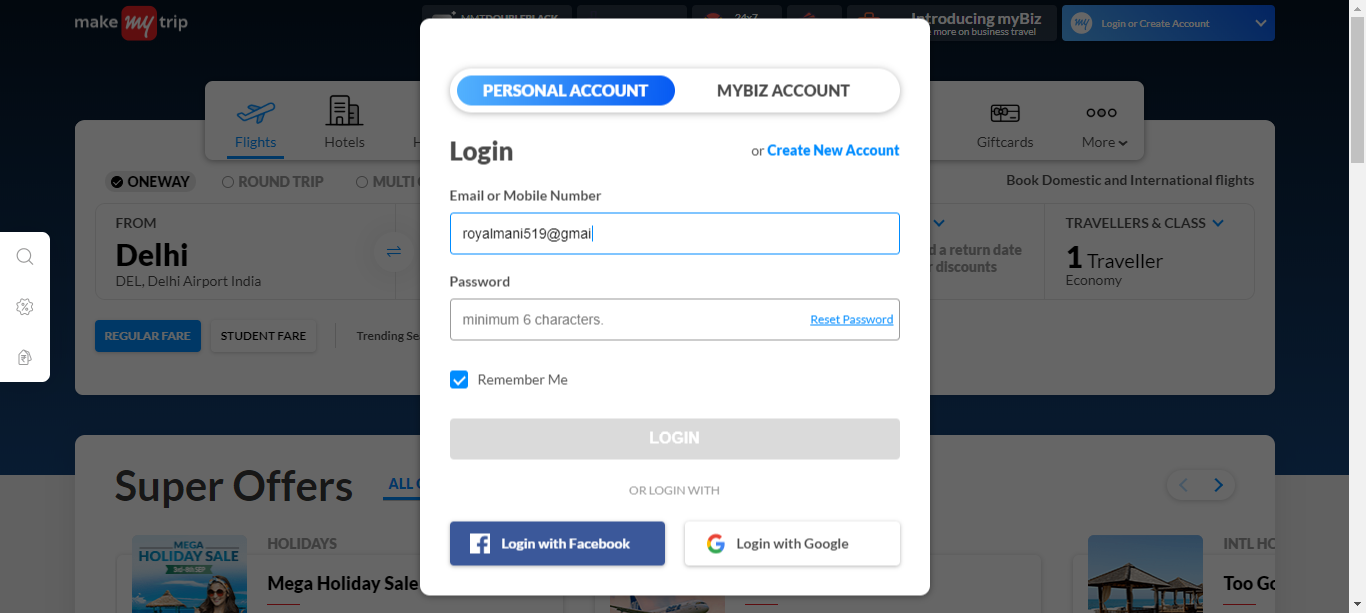 make my trip
MMTDOUBLEBLACK
24x7
Introducing myBiz
more on business travel
my
Login or Create Account
PERSONAL ACCOUNT
MYBIZ ACCOUNT
Flights
Hotels
H
Giftcards
More
Login
or Create New Account
ONEWAY
ROUND TRIP
MULTI
Book Domestic and International flights
Email or Mobile Number
royalmani519@gmai
FROM
Delhi
DEL, Delhi Airport India
d a return date
r discounts
TRAVELLERS & CLASS
1 Traveller
Economy
Password
minimum 6 characters.
Reset Password
REGULAR FARE
STUDENT FARE
Trending Se
Remember Me
LOGIN
OR LOGIN WITH
Super Offers
ALL
Login with Facebook
Login with Google
MEGA
HOLIDAY SALE
3rd-8th SEP
HOLIDAYS
Mega Holiday Sale
INTL HO
Too Go